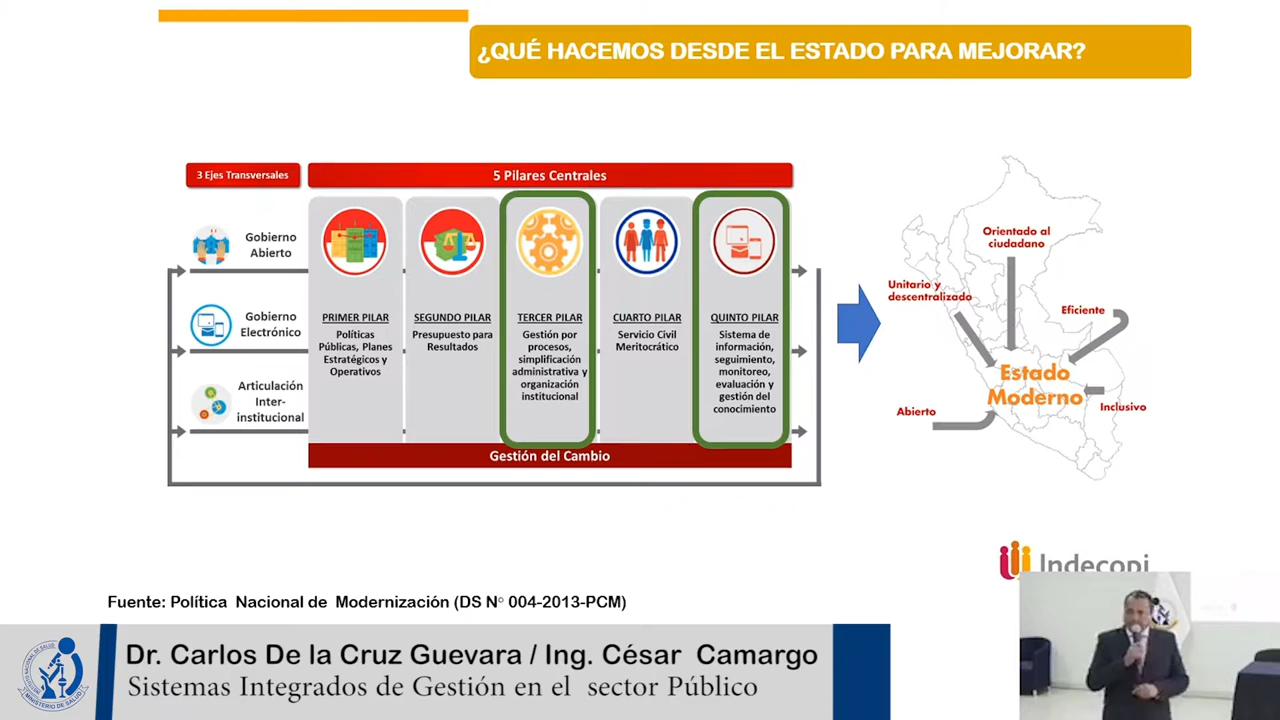 ¿QUÉ HACEMOS DESDE EL ESTADO PARA MEJORAR?
3 Ejes Transversales
5 Pilares Centrales
Gobierno
Abierto
Gobierno
Electrónico
Articulación
Inter-
institucional
PRIMER PILAR
Políticas
Públicas, Planes
Estratégicos y
Operativos
SEGUNDO PILAR
Presupuesto para
Resultados
TERCER PILAR
Gestión por
procesos,
simplificación
administrativa y
organización
institucional
CUARTO PILAR
Servicio Civil
Meritocrático
QUINTO PILAR
Sistema de
información,
seguimiento,
monitoreo,
evaluación y
gestión del
conocimiento
Gestión del Cambio
Orientado al
ciudadano
Unitario y
descentralizado
Eficiente
Estado
Moderno
Abierto
Inclusivo
Indecopi
Fuente: Política Nacional de Modernización (DS N° 004-2013-PCM)
Dr. Carlos De la Cruz Guevara / Ing. César Camargo
Sistemas Integrados de Gestión en el sector Público